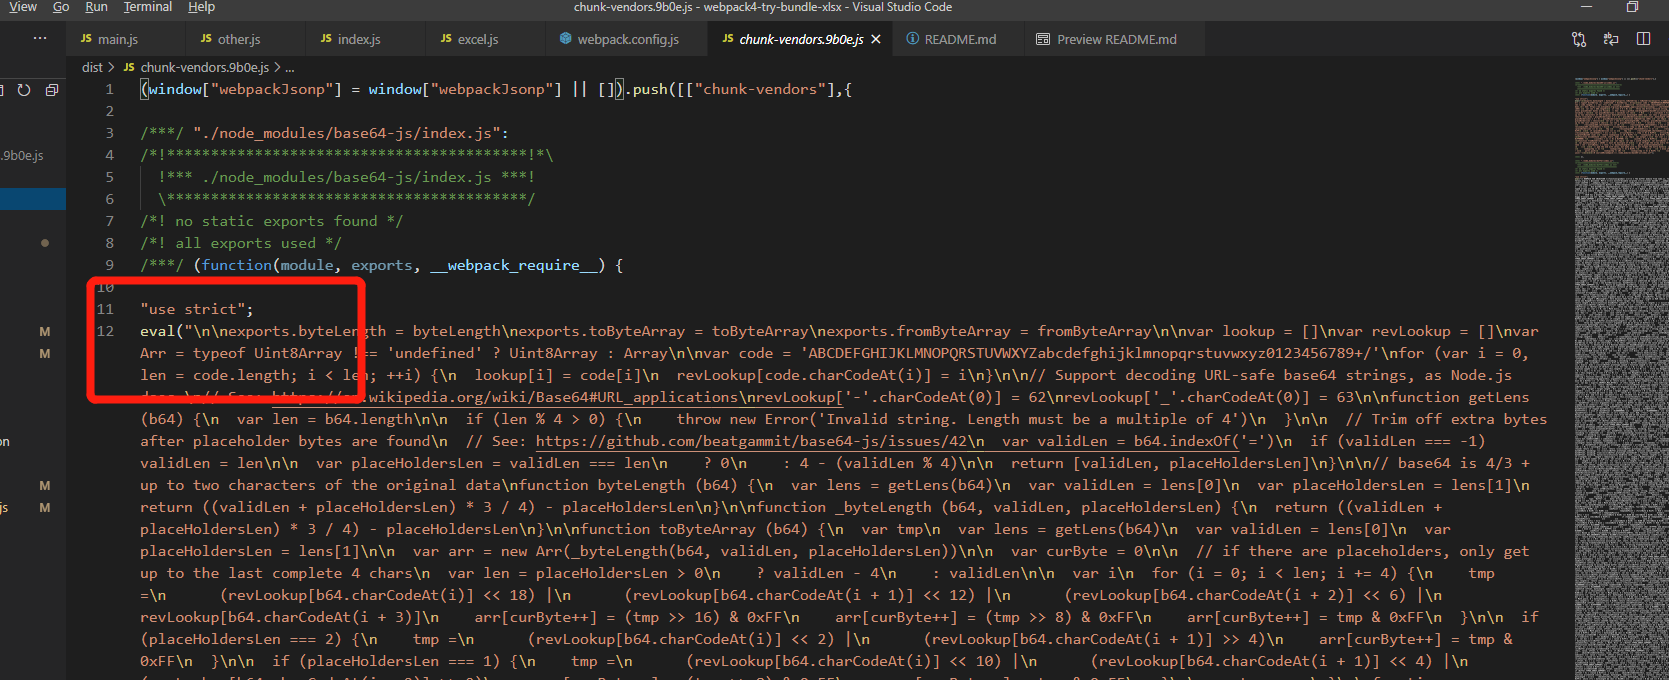 View Go Run Terminal Help chunk-vendors.9b0e.js - webpack4-try-bundle-xlsx - Visual Studio Code
··· JS main.js JS other.js JS index.js JS excel.js webpack.config.js JS chunk-vendors.9b0e.js × README.md Preview README.md
dist > JS chunk-vendors.9b0e.js > ...
1 (window["webpackJsonp"] = window["webpackJsonp"] || []).push([["chunk-vendors"],{
2
3 /***/ "./node_modules/base64-js/index.js":
4 /*!*****************************************!*\
.9b0e.js
5 !*** ./node_modules/base64-js/index.js ***!
6 \*****************************************/
7 /*! no static exports found */
8 /*! all exports used */
9 /***/ (function(module, exports, __webpack_require__) {
10
11 "use strict";
M
12 eval("\n\nexports.byteLength = byteLength\nexports.toByteArray = toByteArray\nexports.fromByteArray = fromByteArray\n\nvar lookup = []\nvar revLookup = []\nvar
M
Arr = typeof Uint8Array !== 'undefined' ? Uint8Array : Array\n\nvar code = 'ABCDEFGHIJKLMNOPQRSTUVWXYZabcdefghijklmnopqrstuvwxyz0123456789+/'\nfor (var i = 0,
len = code.length; i < len; ++i) {\n  lookup[i] = code[i]\n  revLookup[code.charCodeAt(i)] = i\n}\n\n// Support decoding URL-safe base64 strings, as Node.js
.wikipedia.org/wiki/Base64#URL_applications\nrevLookup['-'.charCodeAt(0)] = 62\nrevLookup['_'.charCodeAt(0)] = 63\n\nfunction getLens
(b64) {\n  var len = b64.length\n\n  if (len % 4 > 0) {\n    throw new Error('Invalid string. Length must be a multiple of 4')\n  }\n\n  // Trim off extra bytes
on
after placeholder bytes are found\n  // See: https://github.com/beatgammit/base64-js/issues/42\n  var validLen = b64.indexOf('=')\n  if (validLen === -1)
validLen = len\n\n  var placeHoldersLen = validLen === len\n    ? 0\n    : 4 - (validLen % 4)\n\n  return [validLen, placeHoldersLen]\n}\n\n// base64 is 4/3 +
M
up to two characters of the original data\nfunction byteLength (b64) {\n  var lens = getLens(b64)\n  var validLen = lens[0]\n  var placeHoldersLen = lens[1]\n
js M
return ((validLen + placeHoldersLen) * 3 / 4) - placeHoldersLen\n}\n\nfunction _byteLength (b64, validLen, placeHoldersLen) {\n  return ((validLen +
placeHoldersLen) * 3 / 4) - placeHoldersLen\n}\n\nfunction toByteArray (b64) {\n  var tmp\n  var lens = getLens(b64)\n  var validLen = lens[0]\n  var
placeHoldersLen = lens[1]\n\n  var arr = new Arr(_byteLength(b64, validLen, placeHoldersLen))\n\n  var curByte = 0\n\n  // if there are placeholders, only get
up to the last complete 4 chars\n  var len = placeHoldersLen > 0\n    ? validLen - 4\n    : validLen\n\n  var i\n  for (i = 0; i < len; i += 4) {\n    tmp
=\n      (revLookup[b64.charCodeAt(i)] << 18) |\n      (revLookup[b64.charCodeAt(i + 1)] << 12) |\n      (revLookup[b64.charCodeAt(i + 2)] << 6) |\n
revLookup[b64.charCodeAt(i + 3)]\n    arr[curByte++] = (tmp >> 16) & 0xFF\n    arr[curByte++] = (tmp >> 8) & 0xFF\n    arr[curByte++] = tmp & 0xFF\n  }\n\n  if
(placeHoldersLen === 2) {\n    tmp =\n      (revLookup[b64.charCodeAt(i)] << 2) |\n      (revLookup[b64.charCodeAt(i + 1)] >> 4)\n    arr[curByte++] = tmp &
0xFF\n  }\n\n  if (placeHoldersLen === 1) {\n    tmp =\n      (revLookup[b64.charCodeAt(i)] << 10) |\n      (revLookup[b64.charCodeAt(i + 1)] << 4) |\n